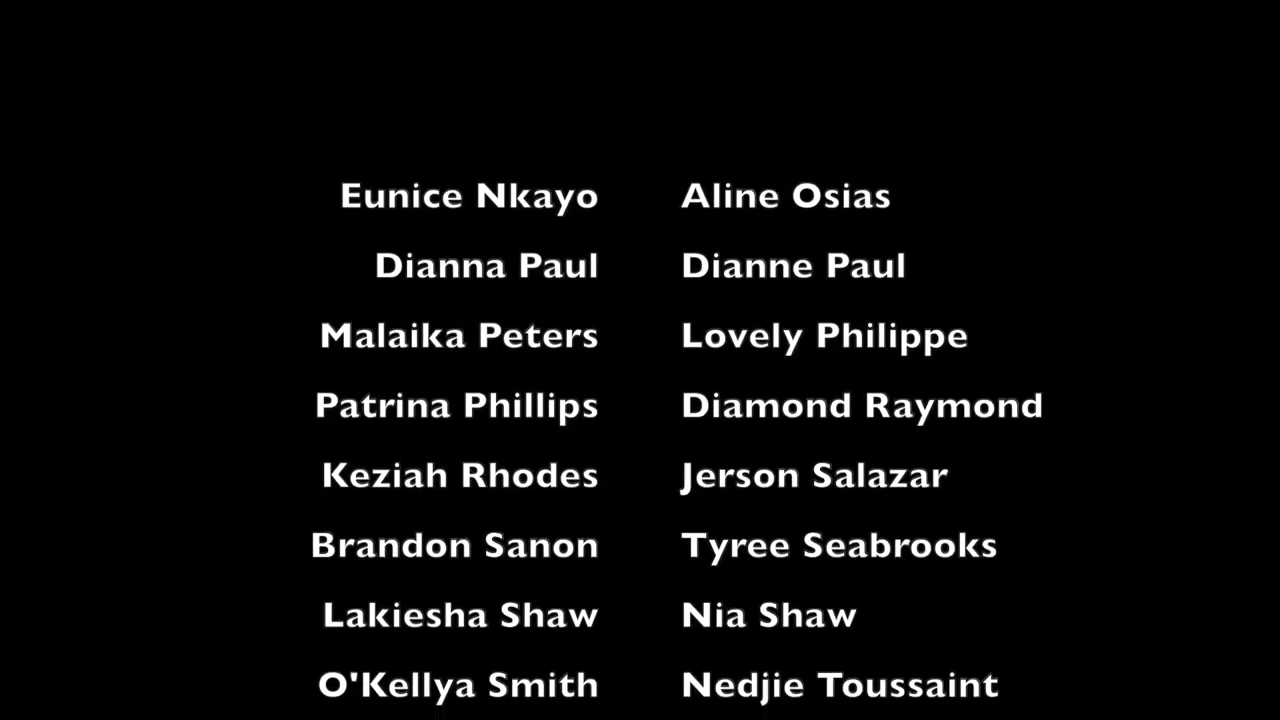 Eunice Nkayo Aline Osias
Dianna Paul Dianne Paul
Malaika Peters Lovely Philippe
Patrina Phillips Diamond Raymond
Keziah Rhodes Jerson Salazar
Brandon Sanon Tyree Seabrooks
Lakiesha Shaw Nia Shaw
O'Kellya Smith Nedjie Toussaint